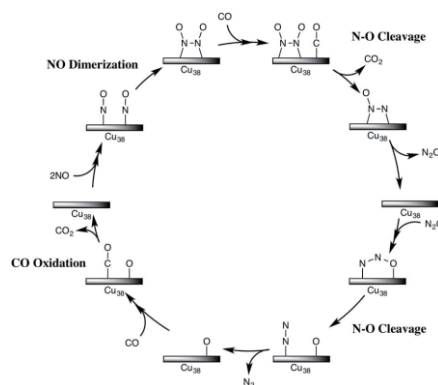 NO Dimerization
O O
N N
Cu₃₈
CO
O O O
N N C
Cu₃₈
N-O Cleavage
CO₂
O
N N
Cu₃₈
N₂O
Cu₃₈
N₂O
N N O
Cu₃₈
N-O Cleavage
N
N O
Cu₃₈
N₂
O
Cu₃₈
CO
CO Oxidation
O
C O
Cu₃₈
CO₂
Cu₃₈
2NO
O O
N N
Cu₃₈